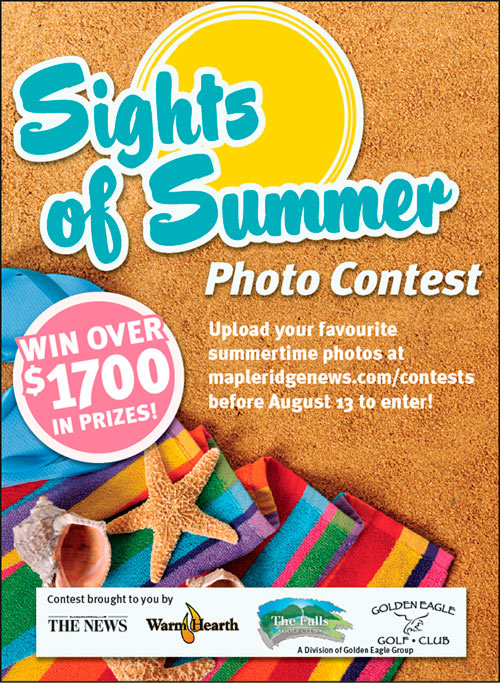 Sights
of Summer
Photo Contest
WIN OVER
$1700
IN PRIZES!
Upload your favourite
summertime photos at
mapleridgenews.com/contests
before August 13 to enter!
Contest brought to you by
THE NEWS
Warm Hearth
The Falls
GOLF CLUB
A Division of Golden Eagle Group
GOLDEN EAGLE
GOLF • CLUB